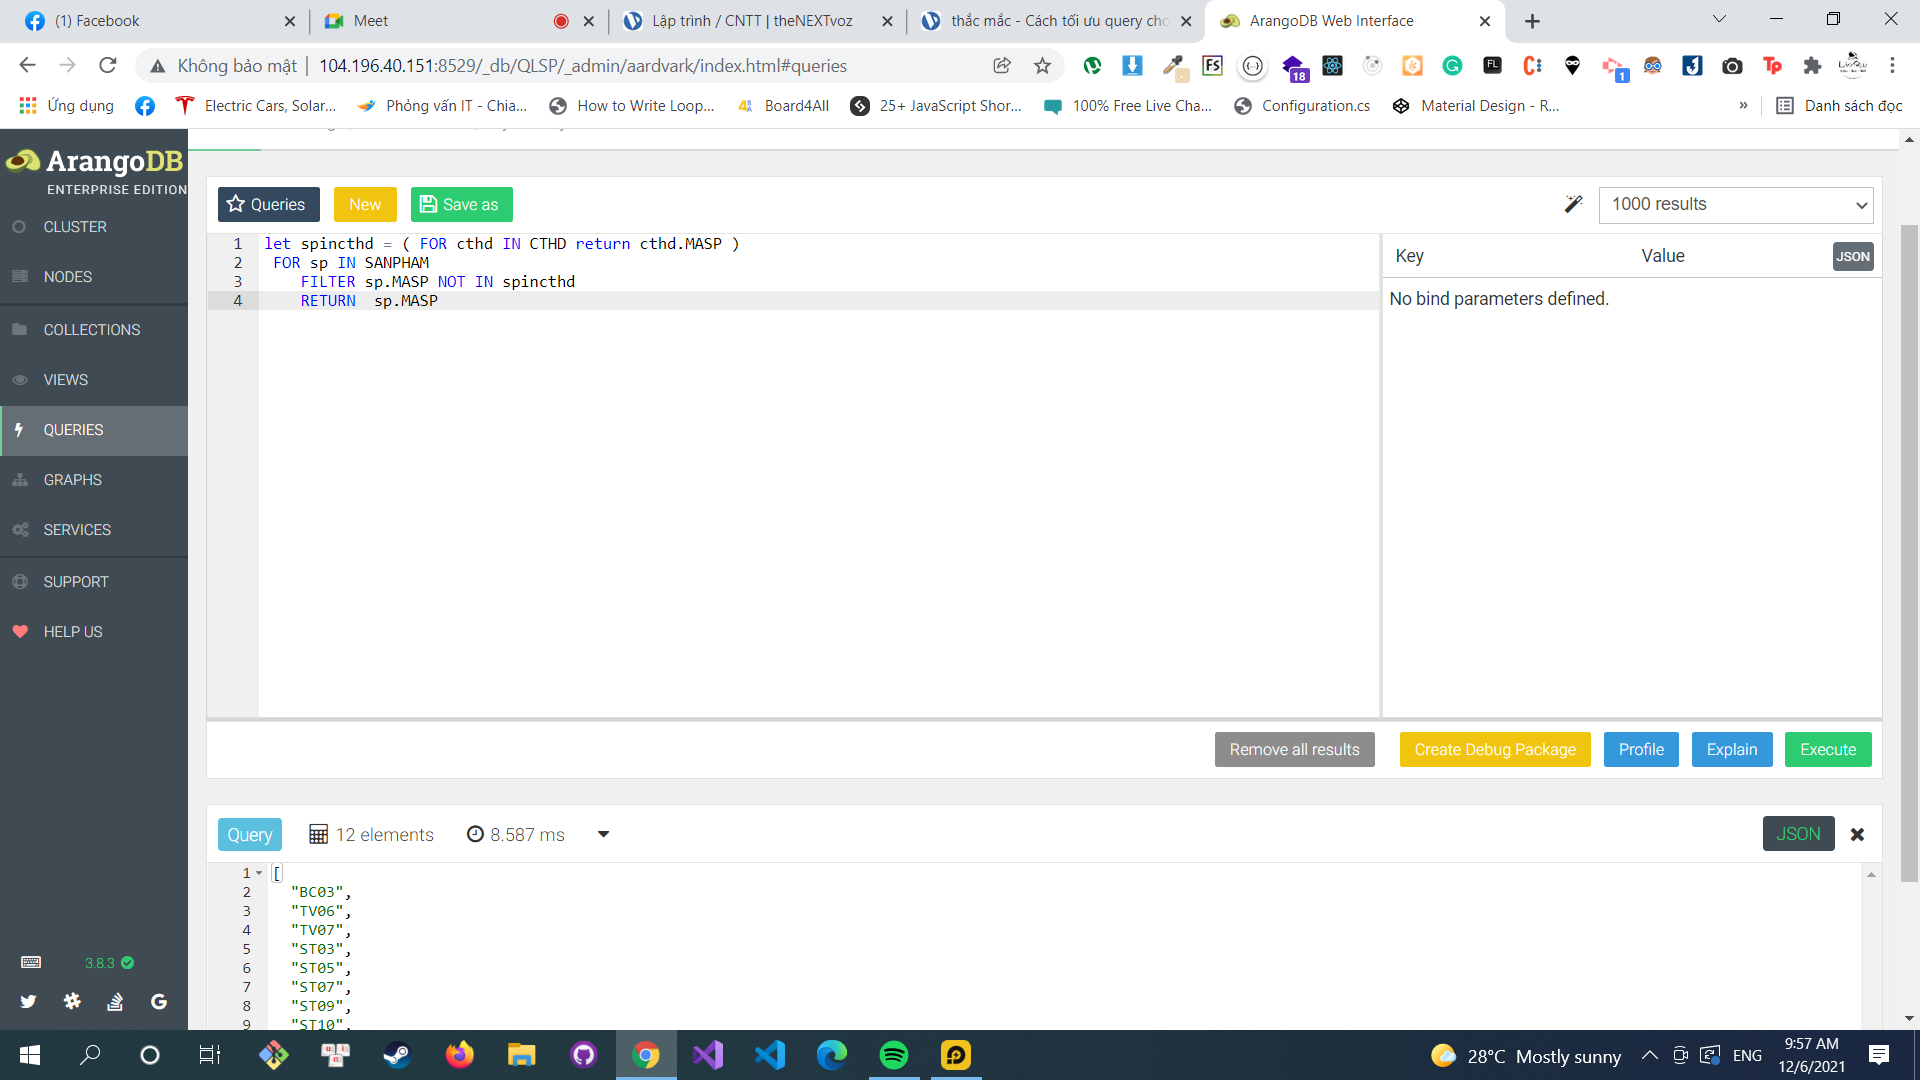 (1) Facebook
Meet
Lập trình / CNTT | theNEXTvoz
thắc mắc - Cách tối ưu query cho
ArangoDB Web Interface
Không bảo mật | 104.196.40.151:8529/_db/QLSP/_admin/aardvark/index.html#queries
FS
18
FL
1
Tp
Ứng dụng
Electric Cars, Solar...
Phỏng vấn IT - Chia...
How to Write Loop...
Board4All
25+ JavaScript Shor...
100% Free Live Cha...
Configuration.cs
Material Design - R...
»
Danh sách đọc
ArangoDB
ENTERPRISE EDITION
CLUSTER
NODES
COLLECTIONS
VIEWS
QUERIES
GRAPHS
SERVICES
SUPPORT
HELP US
3.8.3
Queries
New
Save as
1000 results
1 let spincthd = ( FOR cthd IN CTHD return cthd.MASP )
2 FOR sp IN SANPHAM
3 FILTER sp.MASP NOT IN spincthd
4 RETURN sp.MASP
Key
Value
JSON
No bind parameters defined.
Remove all results
Create Debug Package
Profile
Explain
Execute
Query
12 elements
8.587 ms
JSON
1 [
2 "BC03",
3 "TV06",
4 "TV07",
5 "ST03",
6 "ST05",
7 "ST07",
8 "ST09",
9 "ST10",
28°C Mostly sunny
ENG
9:57 AM
12/6/2021